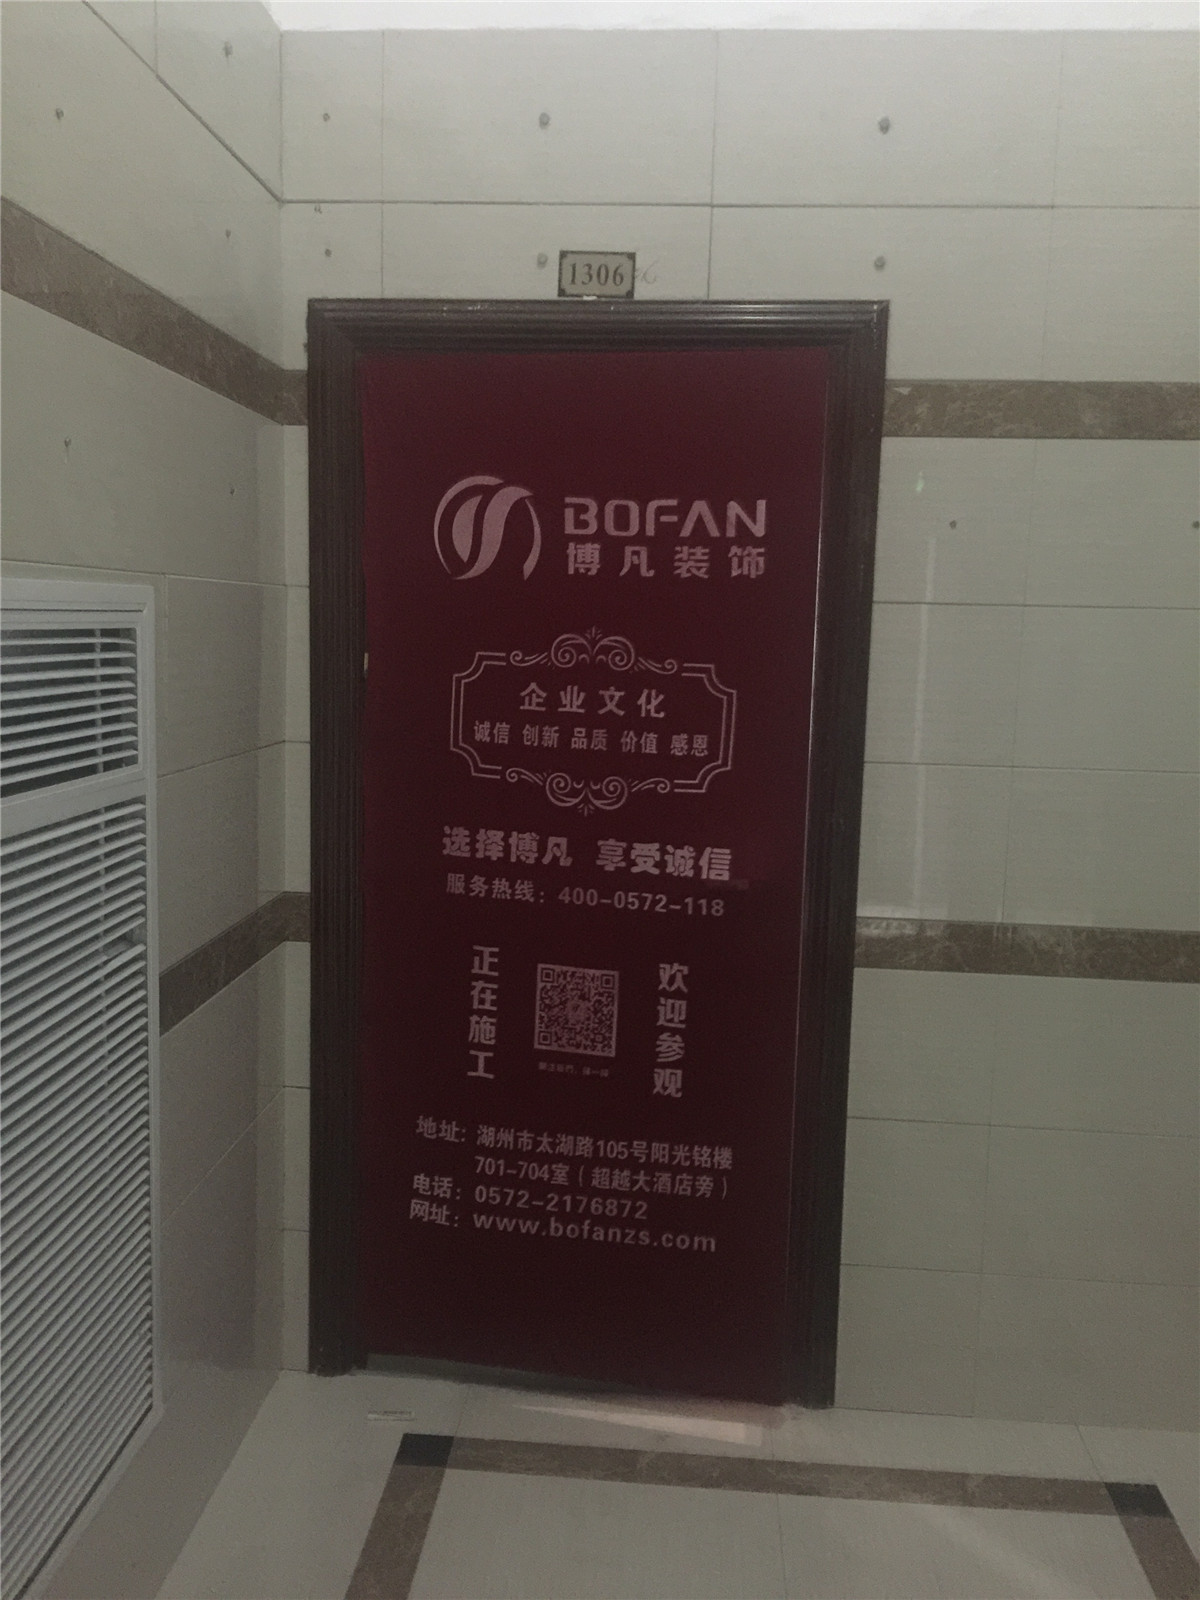 1306
BOFAN
博凡装饰
企业文化
诚信 创新 品质 价值 感恩
选择博凡 享受诚信
服务热线：400-0572-118
正在施工
欢迎参观
地址：湖州市太湖路105号阳光铭楼
701-704室（超越大酒店旁）
电话：0572-2176872
网址：www.bofanzs.com